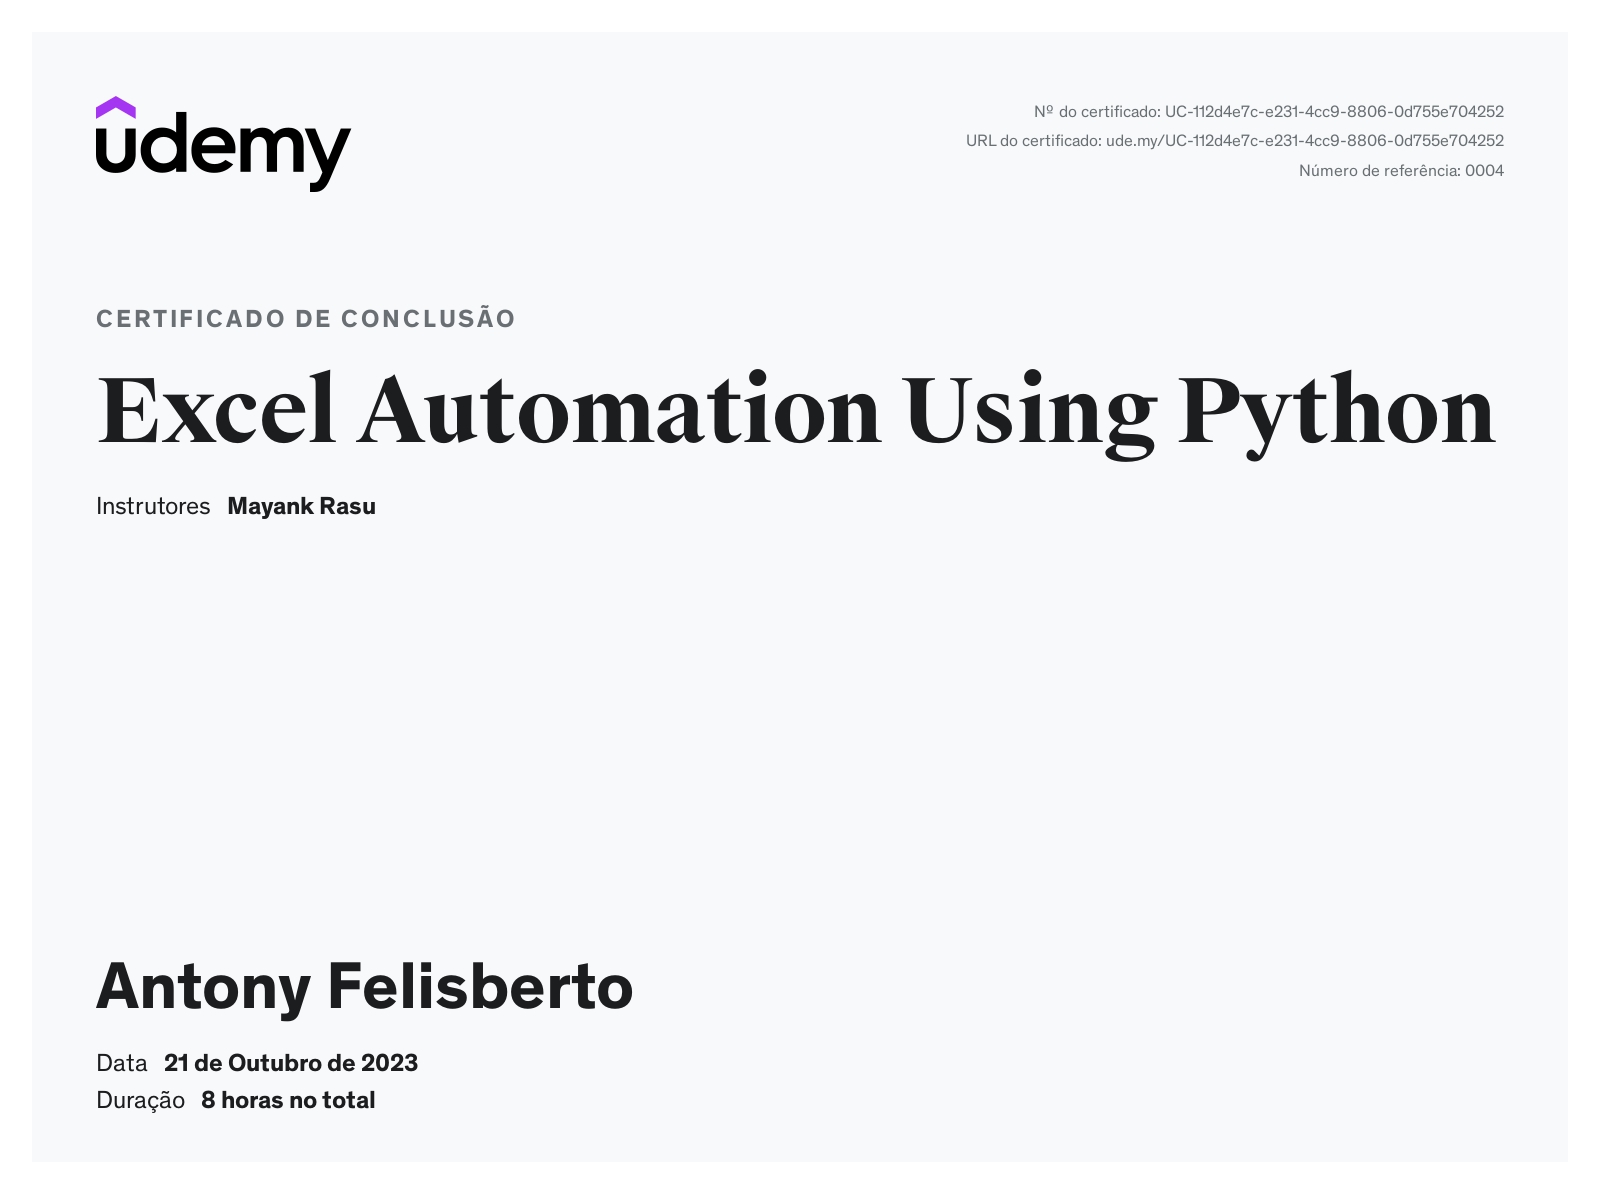 udemy
Nº do certificado: UC-112d4e7c-e231-4cc9-8806-0d755e704252
URL do certificado: ude.my/UC-112d4e7c-e231-4cc9-8806-0d755e704252
Número de referência: 0004
CERTIFICADO DE CONCLUSÃO
Excel Automation Using Python
Instrutores Mayank Rasu
Antony Felisberto
Data 21 de Outubro de 2023
Duração 8 horas no total